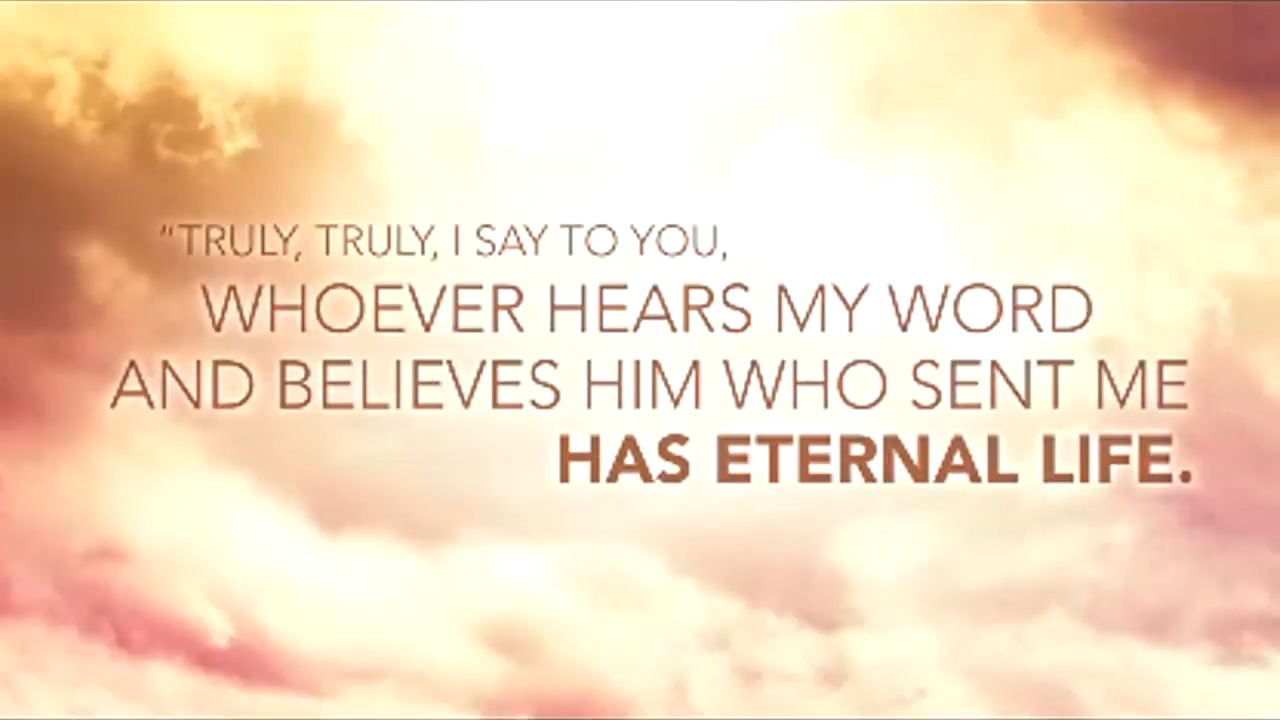 “TRULY, TRULY, I SAY TO YOU,
WHOEVER HEARS MY WORD
AND BELIEVES HIM WHO SENT ME
HAS ETERNAL LIFE.